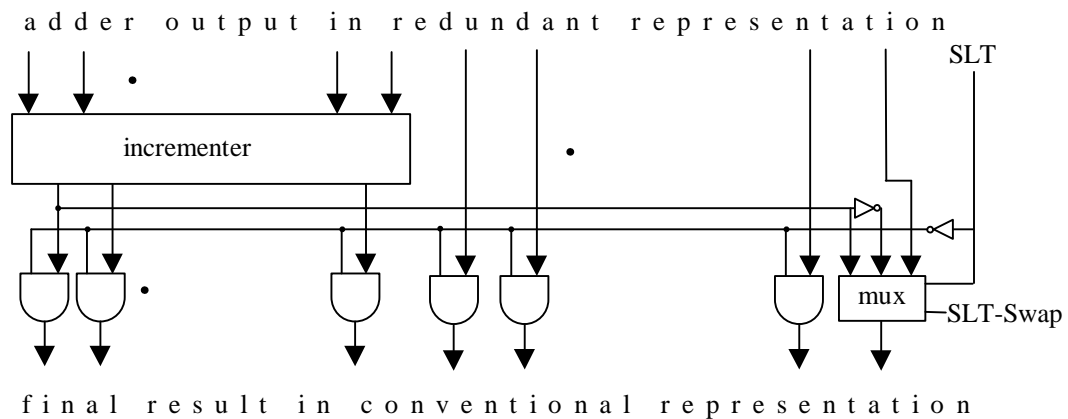 adder output in redundant representation
SLT
incrementer
mux
SLT-Swap
final result in conventional representation